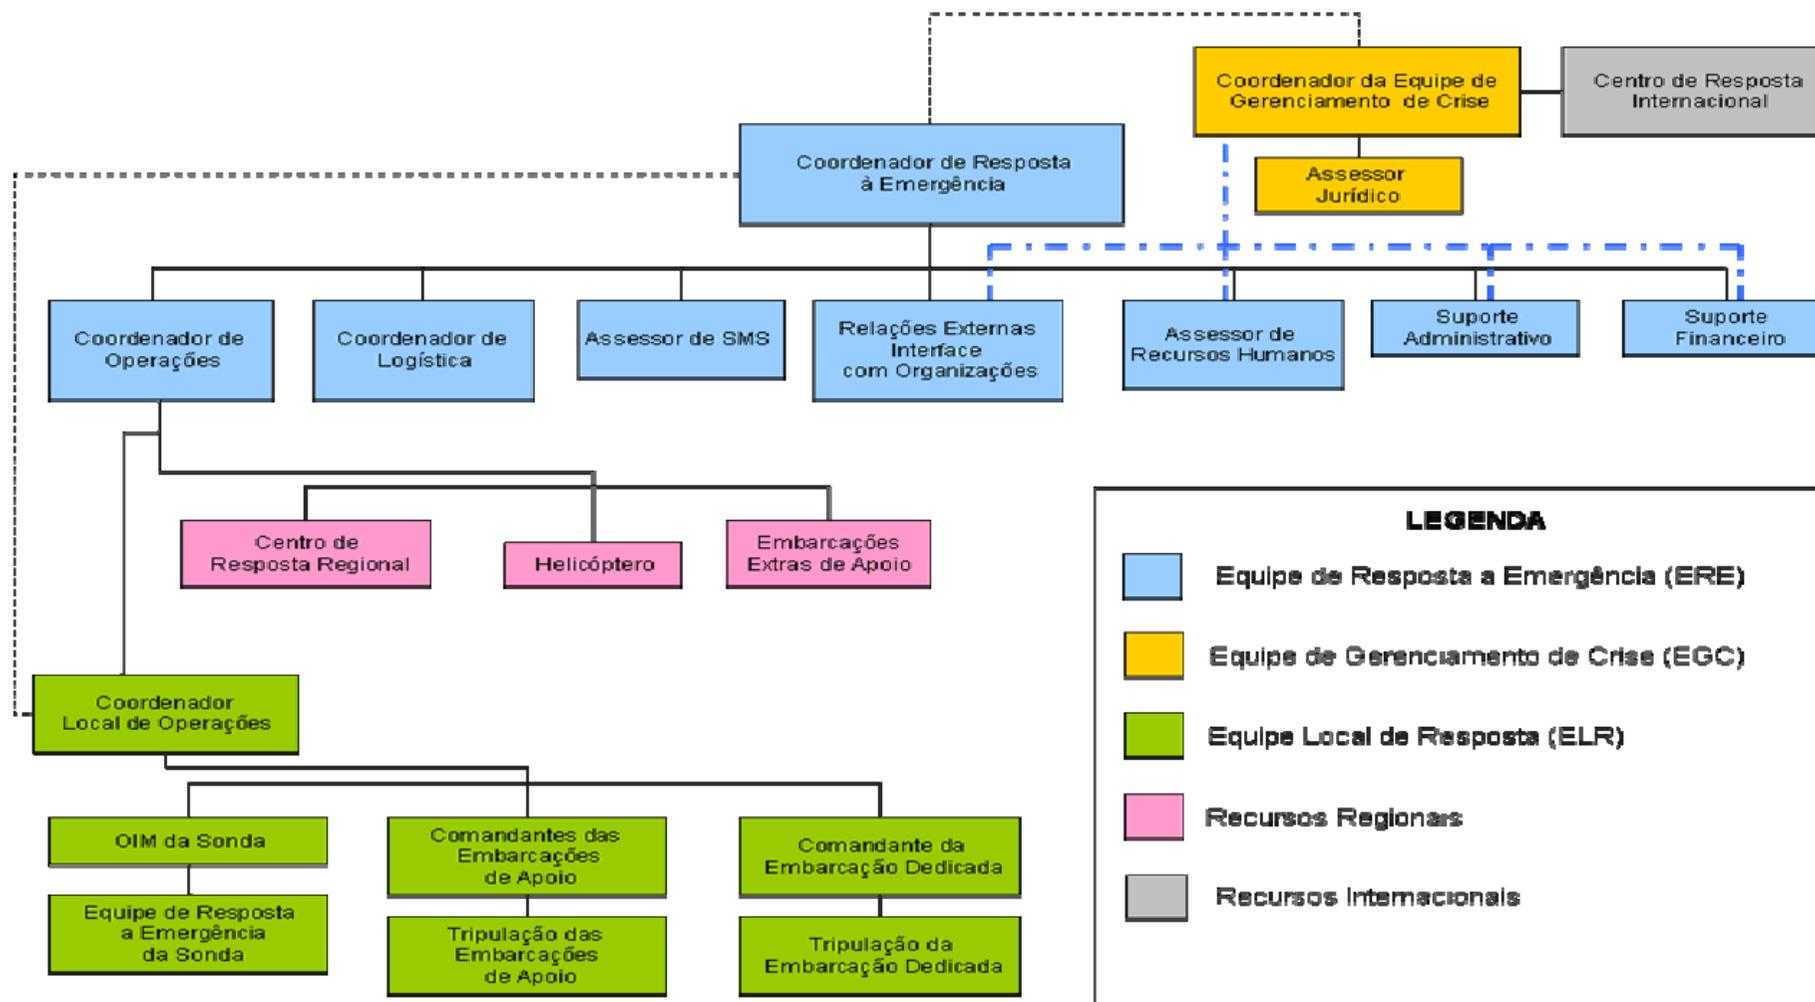 Coordenador da Equipe de
Gerenciamento de Crise
Centro de Resposta
Internacional
Coordenador de Resposta
à Emergência
Assessor
Jurídico
Coordenador de
Operações
Coordenador de
Logística
Assessor de SMS
Relações Externas
Interface
com Organizações
Assessor de
Recursos Humanos
Suporte
Administrativo
Suporte
Financeiro
Centro de
Resposta Regional
Helicóptero
Embarcações
Extras de Apoio
Coordenador
Local de Operações
OIM da Sonda
Comandantes das
Embarcações
de Apoio
Comandante da
Embarcação Dedicada
Equipe de Resposta
a Emergência
da Sonda
Tripulação das
Embarcações
de Apoio
Tripulação da
Embarcação Dedicada
LEGENDA
Equipe de Resposta a Emergência (ERE)
Equipe de Gerenciamento de Crise (EGC)
Equipe Local de Resposta (ELR)
Recursos Regionais
Recursos Internacionais